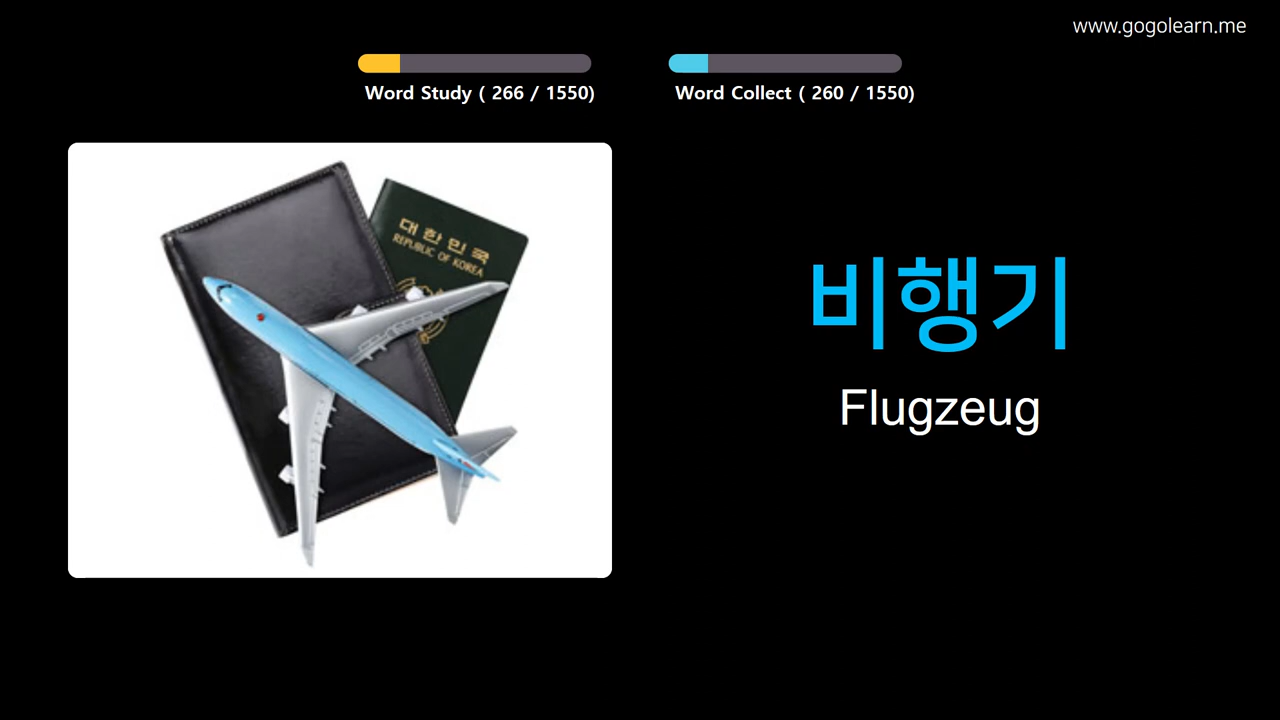 www.gogolearn.me
Word Study ( 266 / 1550)
Word Collect ( 260 / 1550)
대한민국
REPUBLIC OF KOREA
비행기
Flugzeug